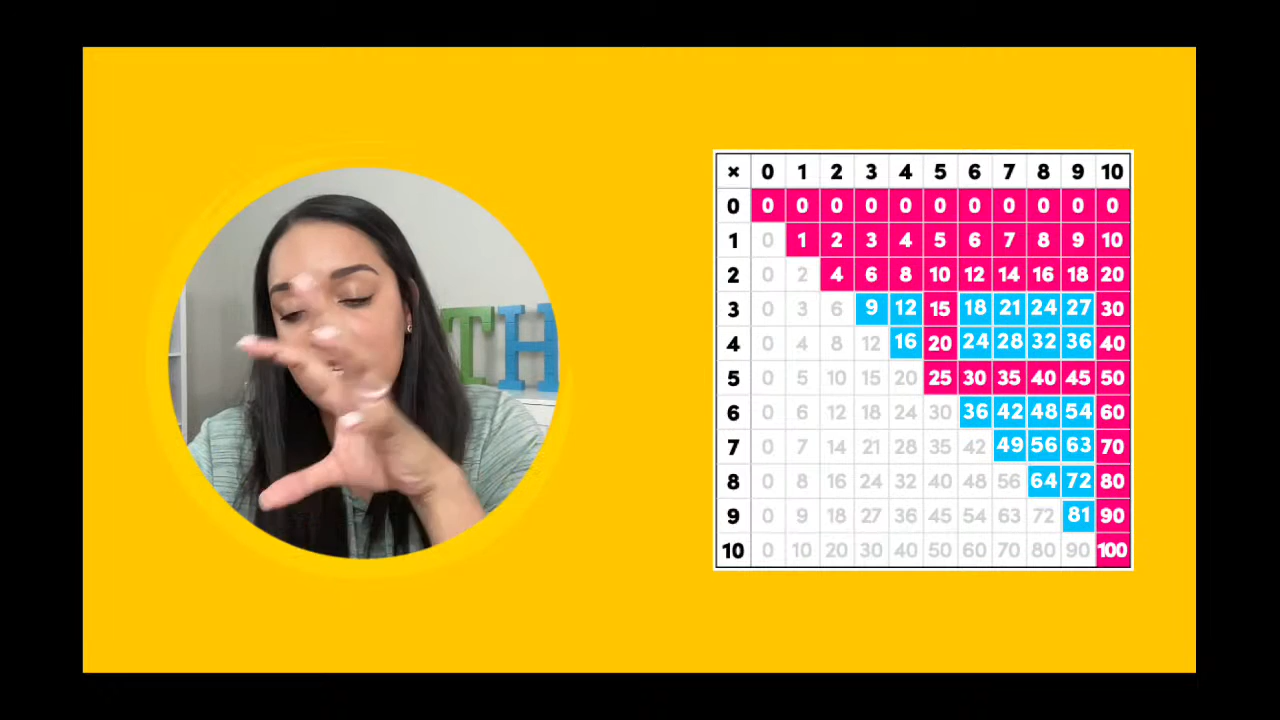 TH
× 0 1 2 3 4 5 6 7 8 9 10
0 0 0 0 0 0 0 0 0 0 0 0
1 0 1 2 3 4 5 6 7 8 9 10
2 0 2 4 6 8 10 12 14 16 18 20
3 0 3 6 9 12 15 18 21 24 27 30
4 0 4 8 12 16 20 24 28 32 36 40
5 0 5 10 15 20 25 30 35 40 45 50
6 0 6 12 18 24 30 36 42 48 54 60
7 0 7 14 21 28 35 42 49 56 63 70
8 0 8 16 24 32 40 48 56 64 72 80
9 0 9 18 27 36 45 54 63 72 81 90
10 0 10 20 30 40 50 60 70 80 90 100